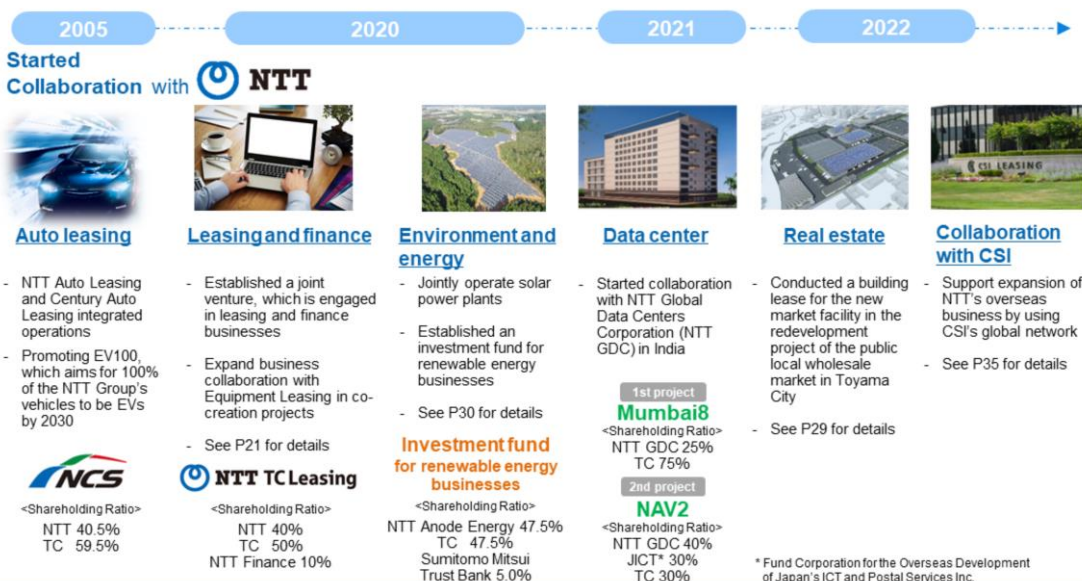 2005
2020
2021
2022
Started
Collaboration with NTT
Auto leasing
- NTT Auto Leasing
and Century Auto
Leasing integrated
operations
- Promoting EV100,
which aims for 100%
of the NTT Group's
vehicles to be EVs
by 2030
NCS
<Shareholding Ratio>
NTT 40.5%
TC 59.5%
Leasing and finance
- Established a joint
venture, which is engaged
in leasing and finance
businesses
- Expand business
collaboration with
Equipment Leasing in co-
creation projects
- See P21 for details
NTT TC Leasing
<Shareholding Ratio>
NTT 40%
TC 50%
NTT Finance 10%
Environment and
energy
- Jointly operate solar
power plants
- Established an
investment fund for
renewable energy
businesses
- See P30 for details
Investment fund
for renewable energy
businesses
<Shareholding Ratio>
NTT Anode Energy 47.5%
TC 47.5%
Sumitomo Mitsui
Trust Bank 5.0%
Data center
- Started collaboration
with NTT Global
Data Centers
Corporation (NTT
GDC) in India
1st project
Mumbai8
<Shareholding Ratio>
NTT GDC 25%
TC 75%
2nd project
NAV2
<Shareholding Ratio>
NTT GDC 40%
JICT* 30%
TC 30%
Real estate
- Conducted a building
lease for the new
market facility in the
redevelopment
project of the public
local wholesale
market in Toyama
City
- See P29 for details
CSI LEASING
Collaboration
with CSI
- Support expansion of
NTT's overseas
business by using
CSI's global network
- See P35 for details
* Fund Corporation for the Overseas Development
of Japan's ICT and Postal Services Inc.